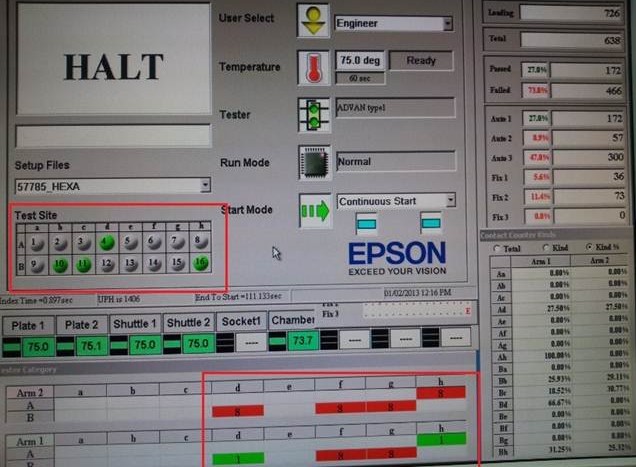 HALT
Setup Files
57785_HEXA
Test Site
a b c d e f g h
A 1 2 3 4 5 6 7 8
B 9 10 11 12 13 14 15 16
User Select Engineer
Temperature 75.0 deg Ready
60 sec
Tester ADVAN type1
Run Mode Normal
Start Mode Continuous Start
EPSON
EXCEED YOUR VISION
Index Time =0.897sec UPH is 1406 End To Start =111.133sec 01/02/2013 12:16 PM
Plate 1 Plate 2 Shuttle 1 Shuttle 2 Socket1 Chamber
Fix 3 E
75.0 75.1 75.0 75.0 ---- 73.7 ---- ----
Category
Arm 2 a b c d e f g h
8
A
B 8 8 8
Arm 1 a b c d e f g h
A 1
B 1 8 8
Loading 726
Total 638
Passed 27.0% 172
Failed 73.0% 466
Auto 1 27.0% 172
Auto 2 8.9% 57
Auto 3 47.0% 300
Fix 1 5.6% 36
Fix 2 11.4% 73
Fix 3 0.0% 0
Contact Counter Kinds
Total Kind Kind %
Arm 1 Arm 2
Aa 0.00% 0.00%
Ab 0.00% 0.00%
Ac 0.00% 0.00%
Ad 27.50% 27.50%
Ae 0.00% 0.00%
Af 0.00% 0.00%
Ag 0.00% 0.00%
Ah 100.00% 0.00%
Ba 0.00% 0.00%
Bb 25.93% 29.11%
Bc 18.52% 30.77%
Bd 66.67% 0.00%
Be 0.00% 0.00%
Bf 0.00% 0.00%
Bg 0.00% 0.00%
Bh 31.25% 25.32%